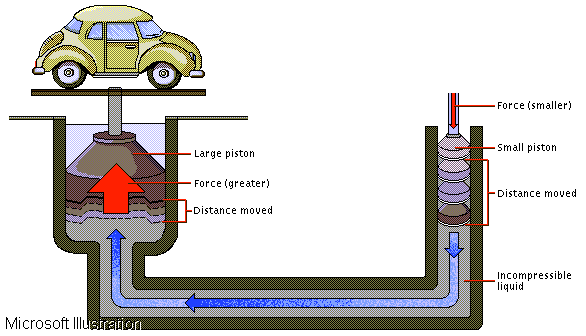 Force (smaller)
Large piston
Small piston
Force (greater)
Distance moved
Distance moved
Incompressible
liquid
Microsoft Illustration